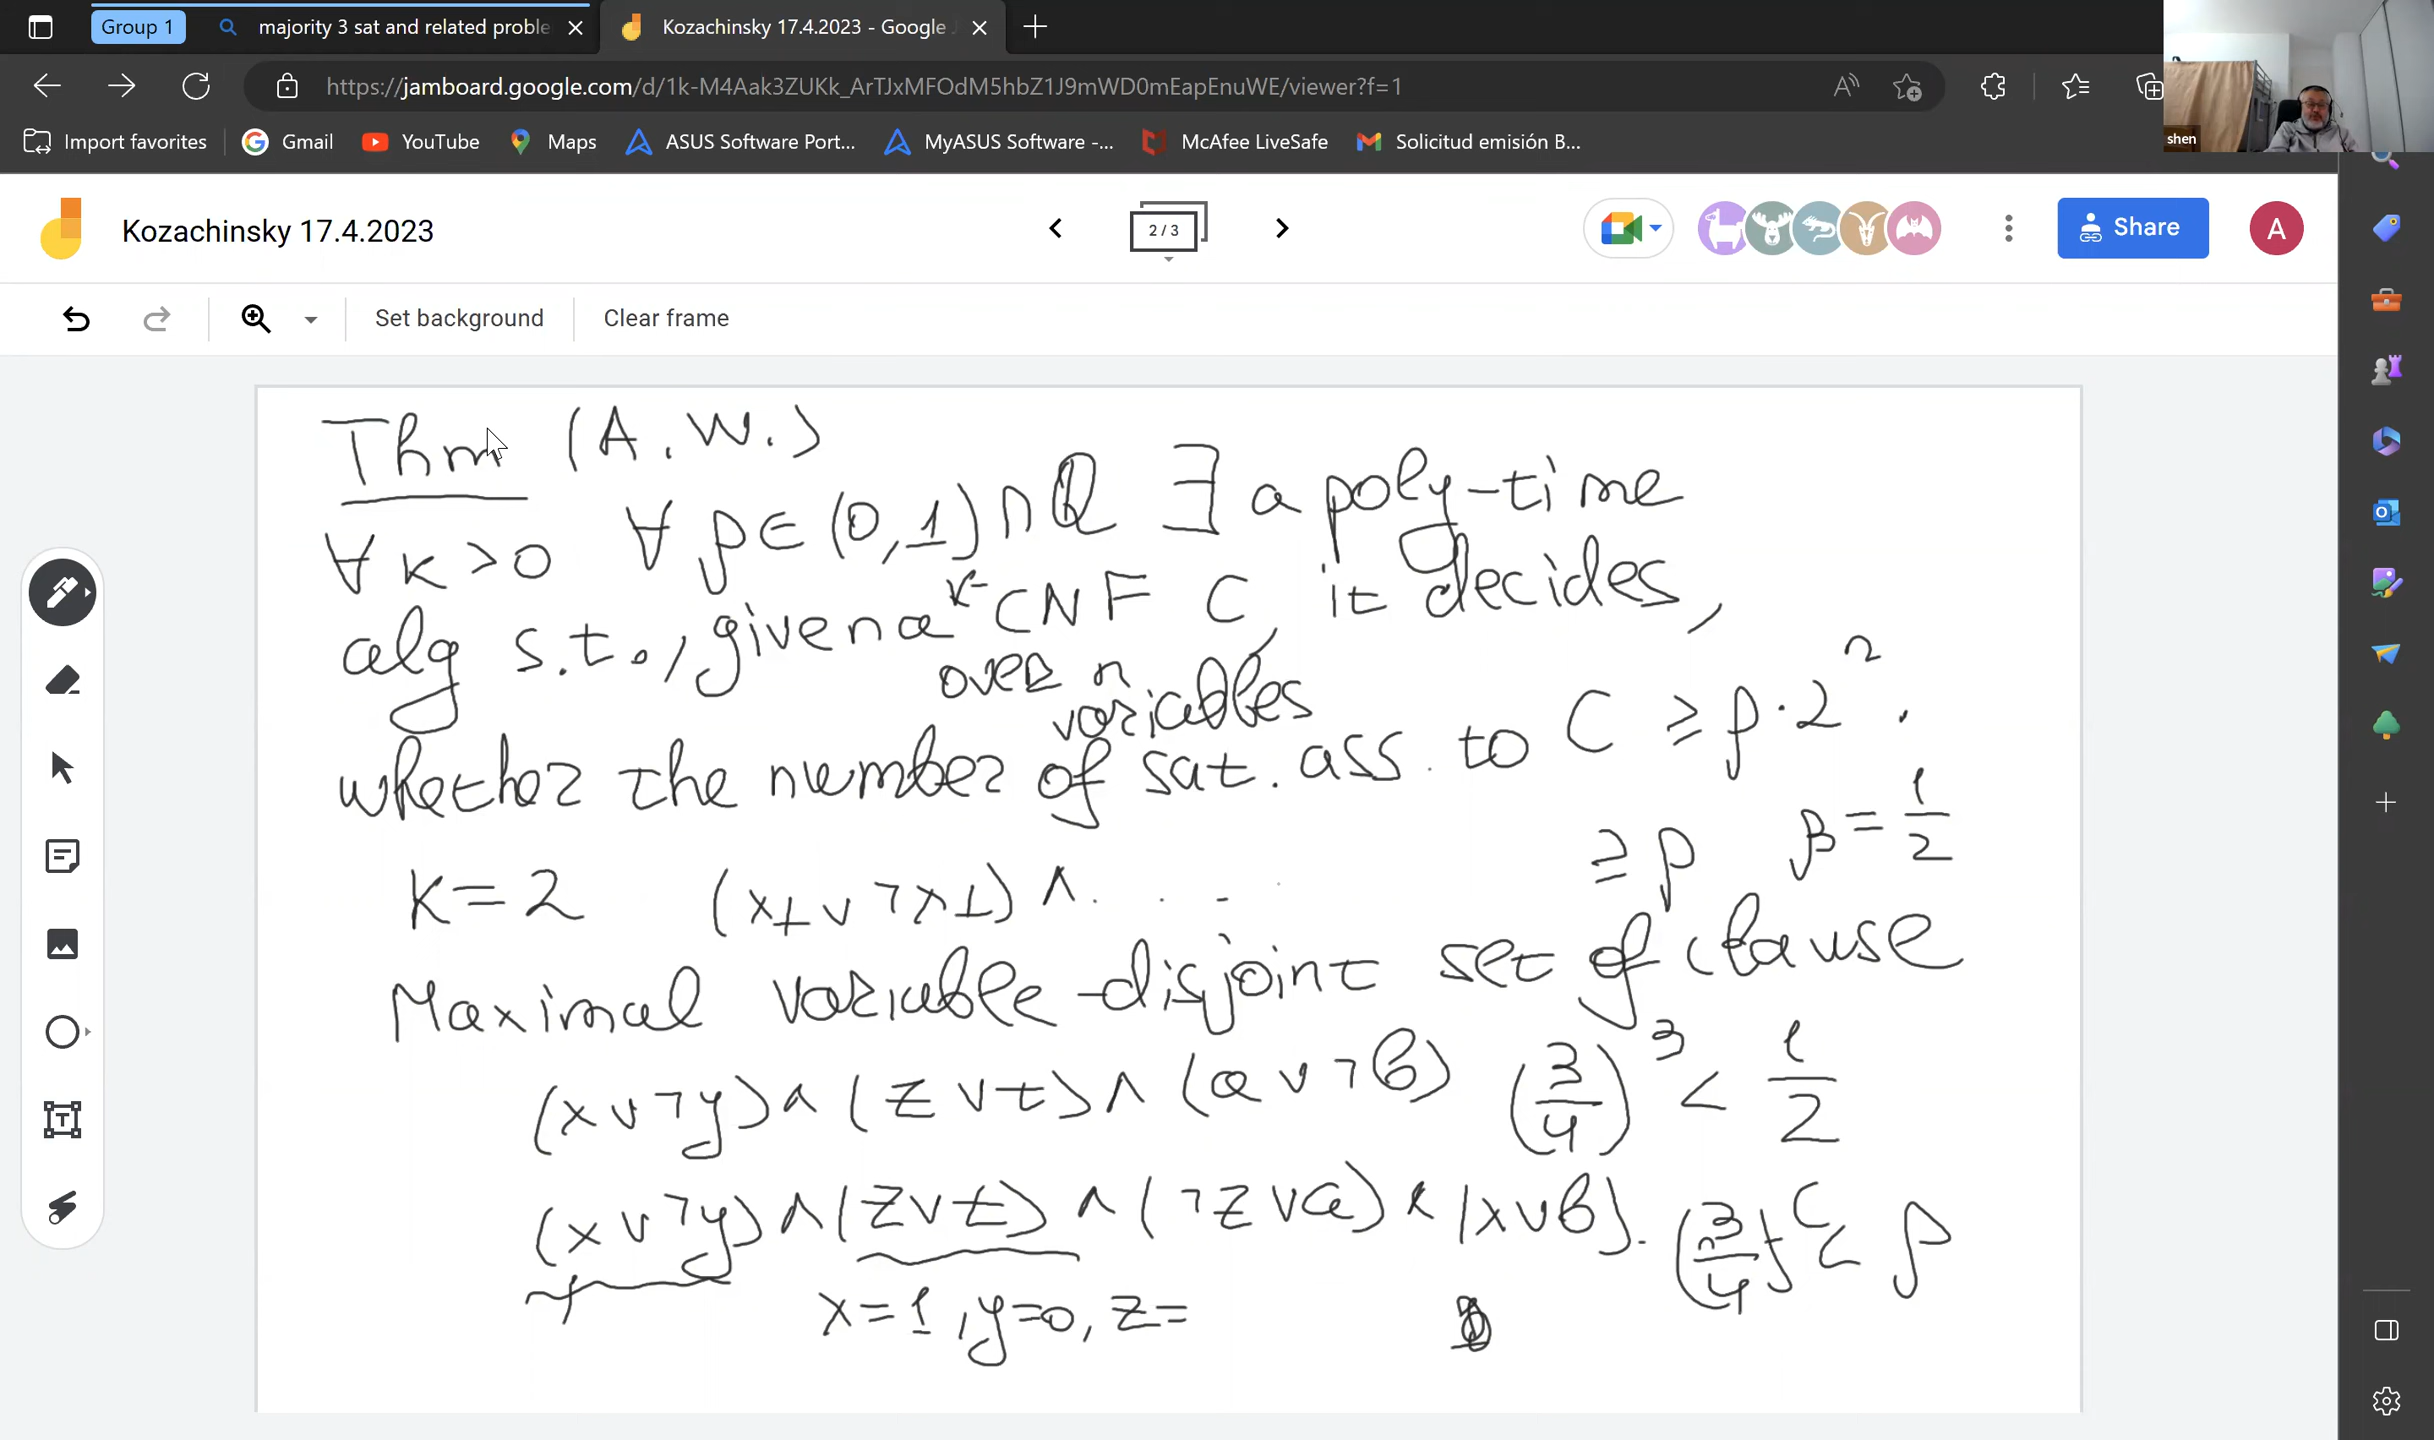 Group 1
majority 3 sat and related proble
Kozachinsky 17.4.2023 - Google J
https://jamboard.google.com/d/1k-M4Aak3ZUKk_ArTJxMFOdM5hbZ1J9mWD0mEapEnuWE/viewer?f=1
Import favorites
Gmail
YouTube
Maps
ASUS Software Port...
MyASUS Software -...
McAfee LiveSafe
Solicitud emisión B...
shen
Kozachinsky 17.4.2023
2 / 3
Share
A
Set background
Clear frame
Thm (A. W.)
∀ k > 0 ∀ p ∈ (0,1) ∩ Q ∃ a poly-time
alg s.t., given a k-CNF C, it decides,
over n variables
whether the number of sat. ass. to C ≥ p·2^n.
≥ p p = 1/2
K = 2 (x1 ∨ ¬x1) ∧ . . .
Maximal variable-disjoint set of clause
(x ∨ ¬y) ∧ (z ∨ t) ∧ (a ∨ ¬b) (3/4)^3 < 1/2
(x ∨ ¬y) ∧ (z ∨ t) ∧ (¬z ∨ a) ∧ (x ∨ b). (3/4)^C < p
x = 1, y = 0, z =